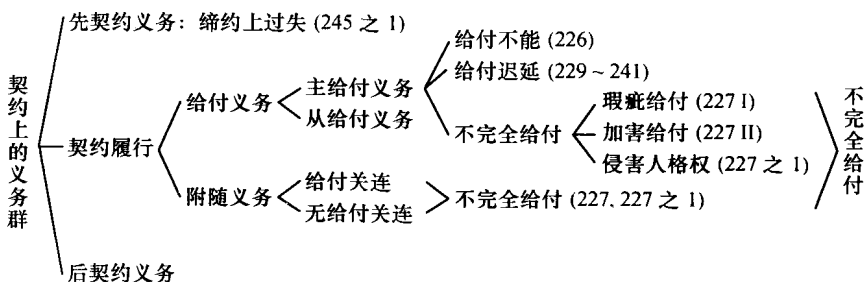 契约上的义务群
先契约义务：缔约上过失 (245 之 1)
契约履行
给付义务
主给付义务
从给付义务
给付不能 (226)
给付迟延 (229 ~ 241)
不完全给付
瑕疵给付 (227 I)
加害给付 (227 II)
侵害人格权 (227 之 1)
附随义务
给付关连
无给付关连
不完全给付 (227、227 之 1)
不完全给付
后契约义务